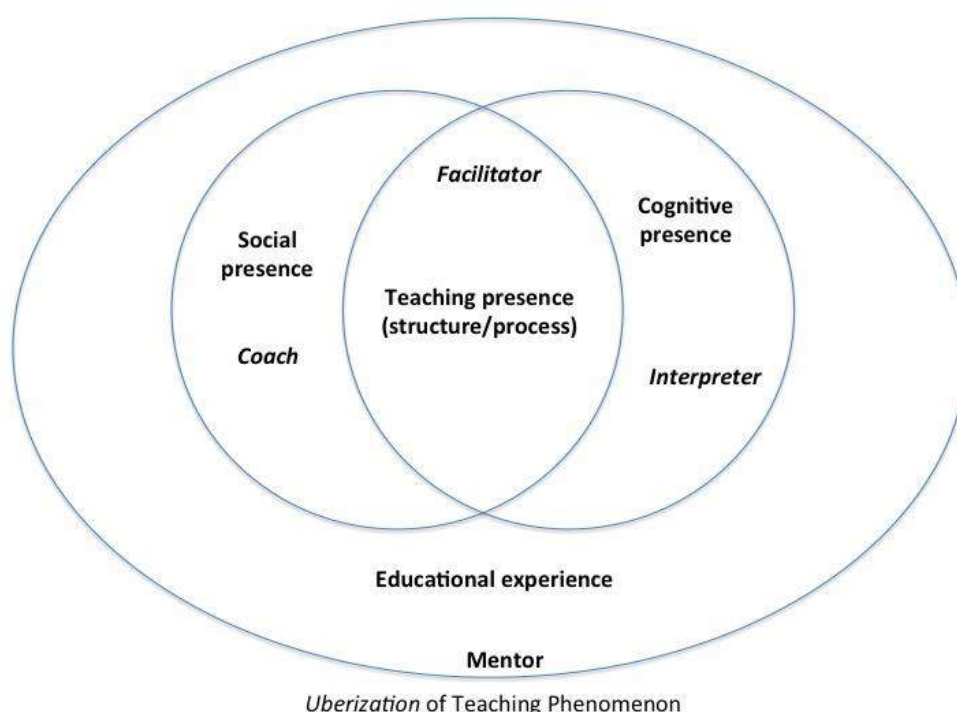 Facilitator
Cognitive
presence
Social
presence
Teaching presence
(structure/process)
Coach
Interpreter
Educational experience
Mentor
Uberization of Teaching Phenomenon